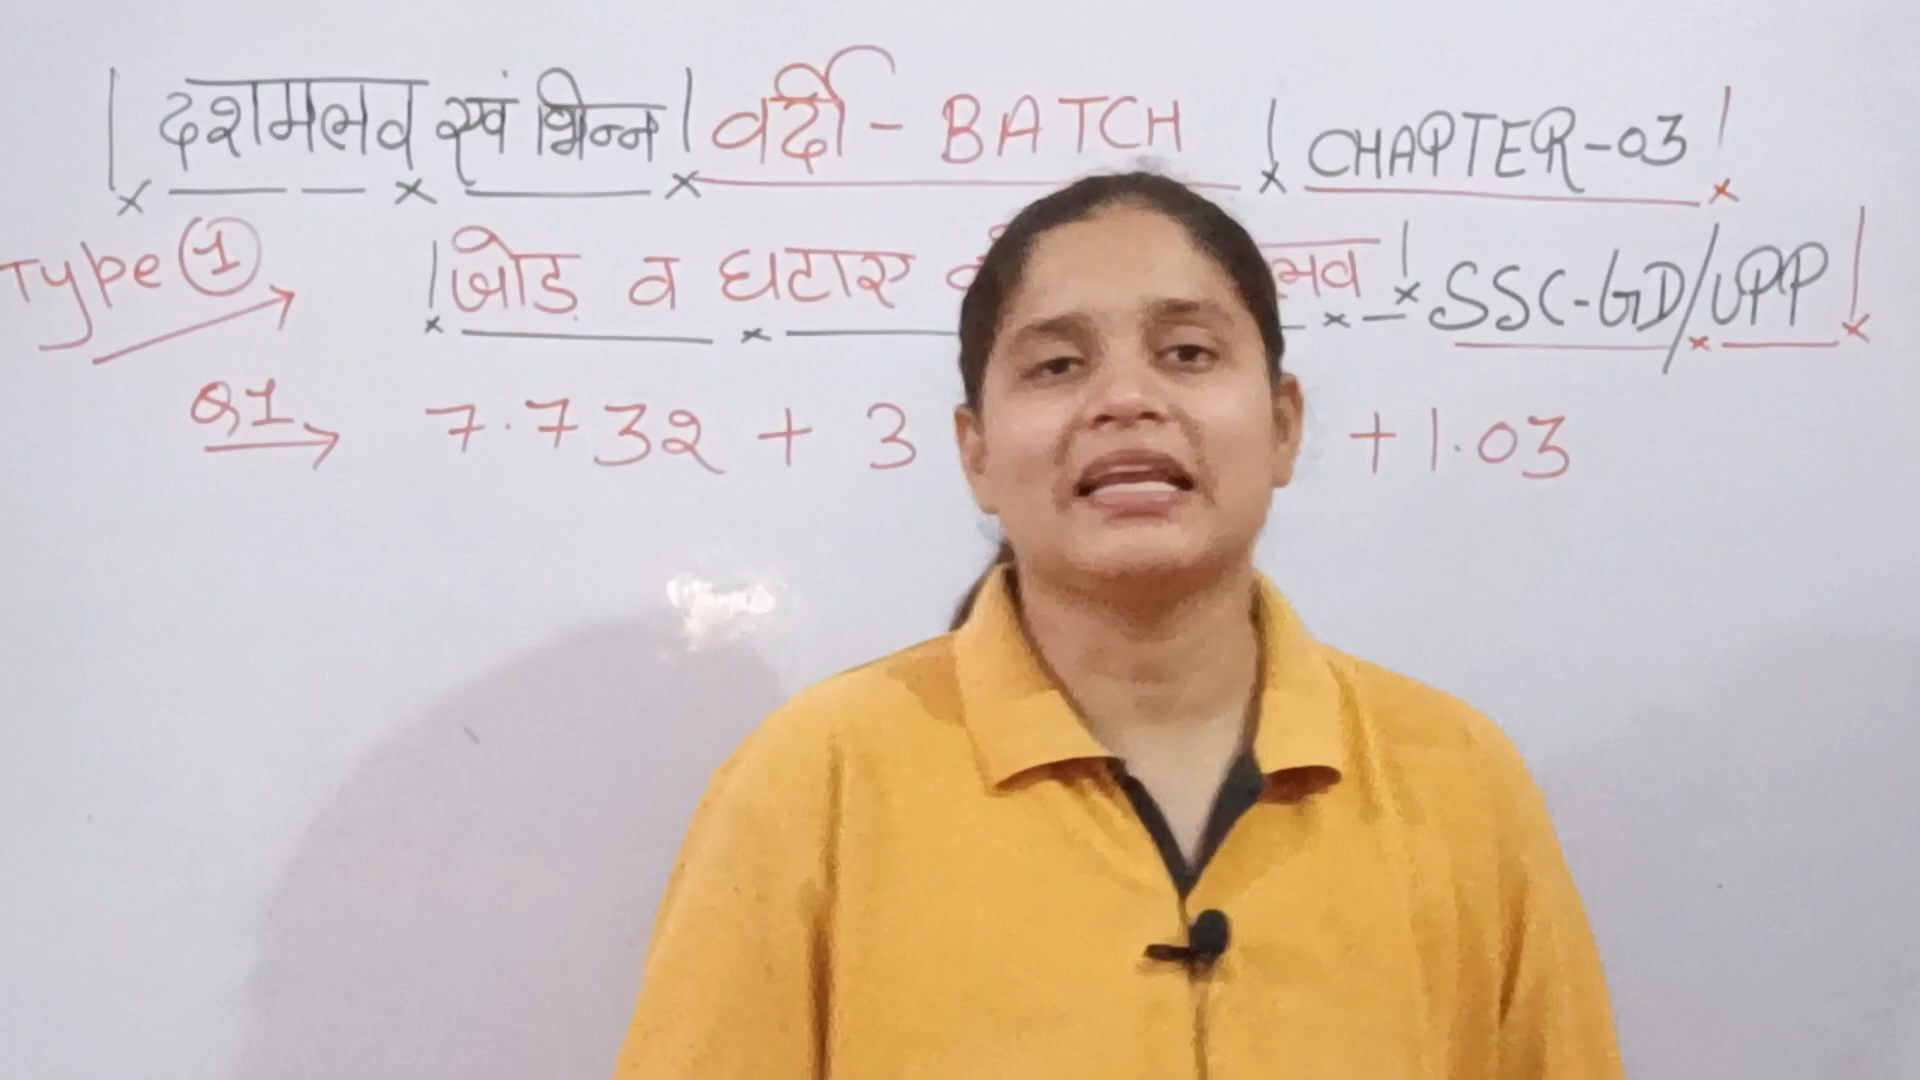 दशमलव एवं भिन्न | वर्दी - BATCH | CHAPTER-03
Type ① जोड़ व घटाए SSC-GD/UPP
Q1 → 7.732 + 3 + 1.03